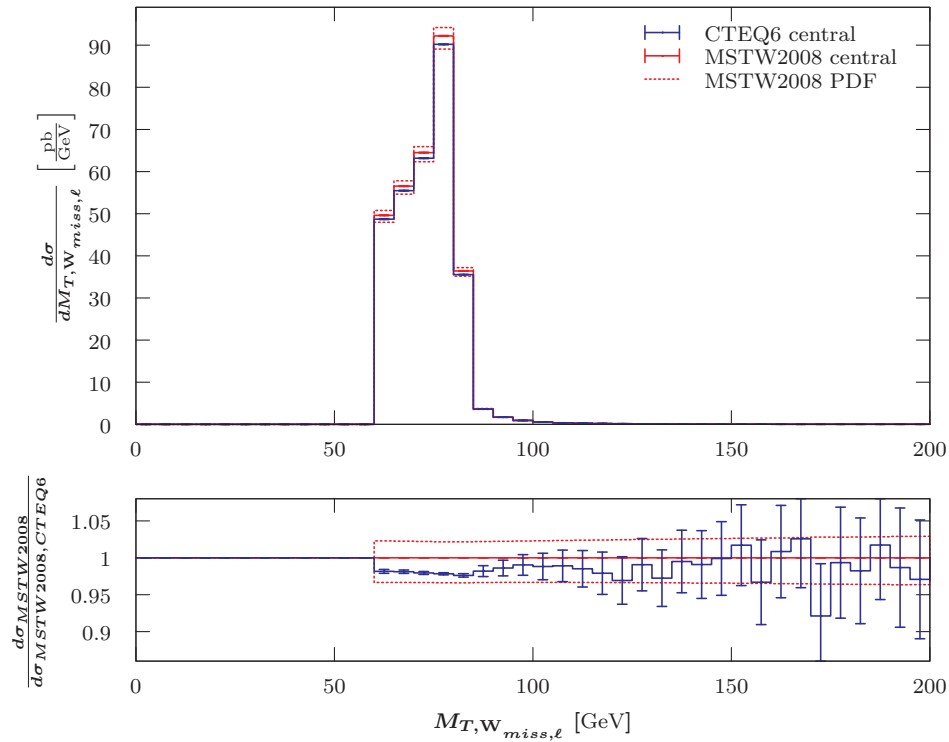 CTEQ6 central
MSTW2008 central
MSTW2008 PDF
90
80
70
60
50
40
30
20
10
0
dσ
dM_{T,W_{miss,ℓ}}
[pb/GeV]
0 50 100 150 200
1.05
1
0.95
0.9
dσ_{MSTW2008}
dσ_{MSTW2008,CTEQ6}
0 50 100 150 200
M_{T,W_{miss,ℓ}} [GeV]